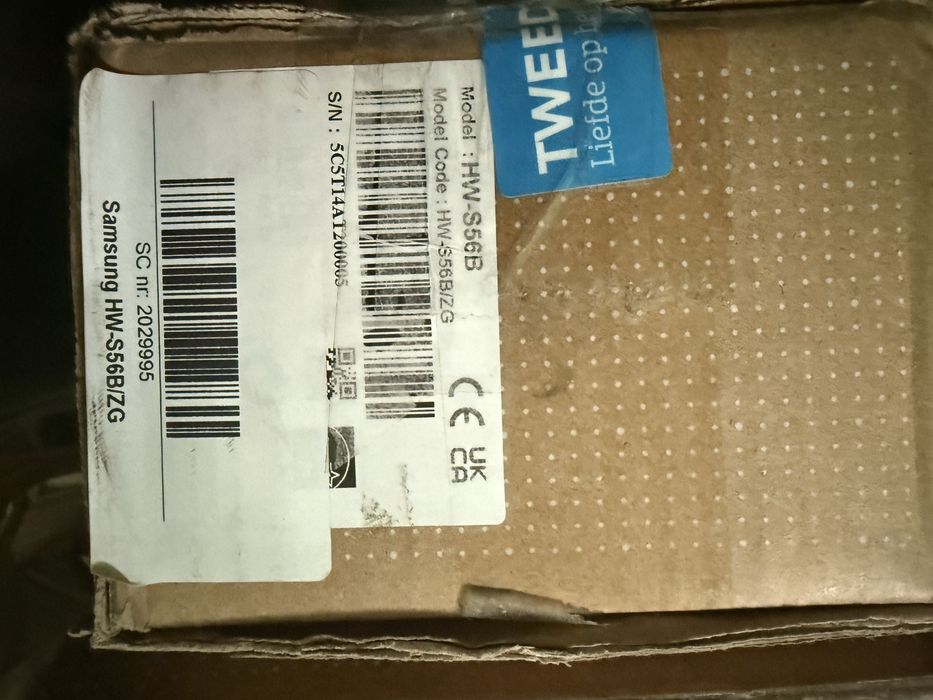 TWEED
Liefde op he
Model : HW-S56B
Model Code : HW-S56B/ZG
S/N : 5C5T14AT200005
CE
UK
CA
SC nr: 2029995
Samsung HW-S56B/ZG